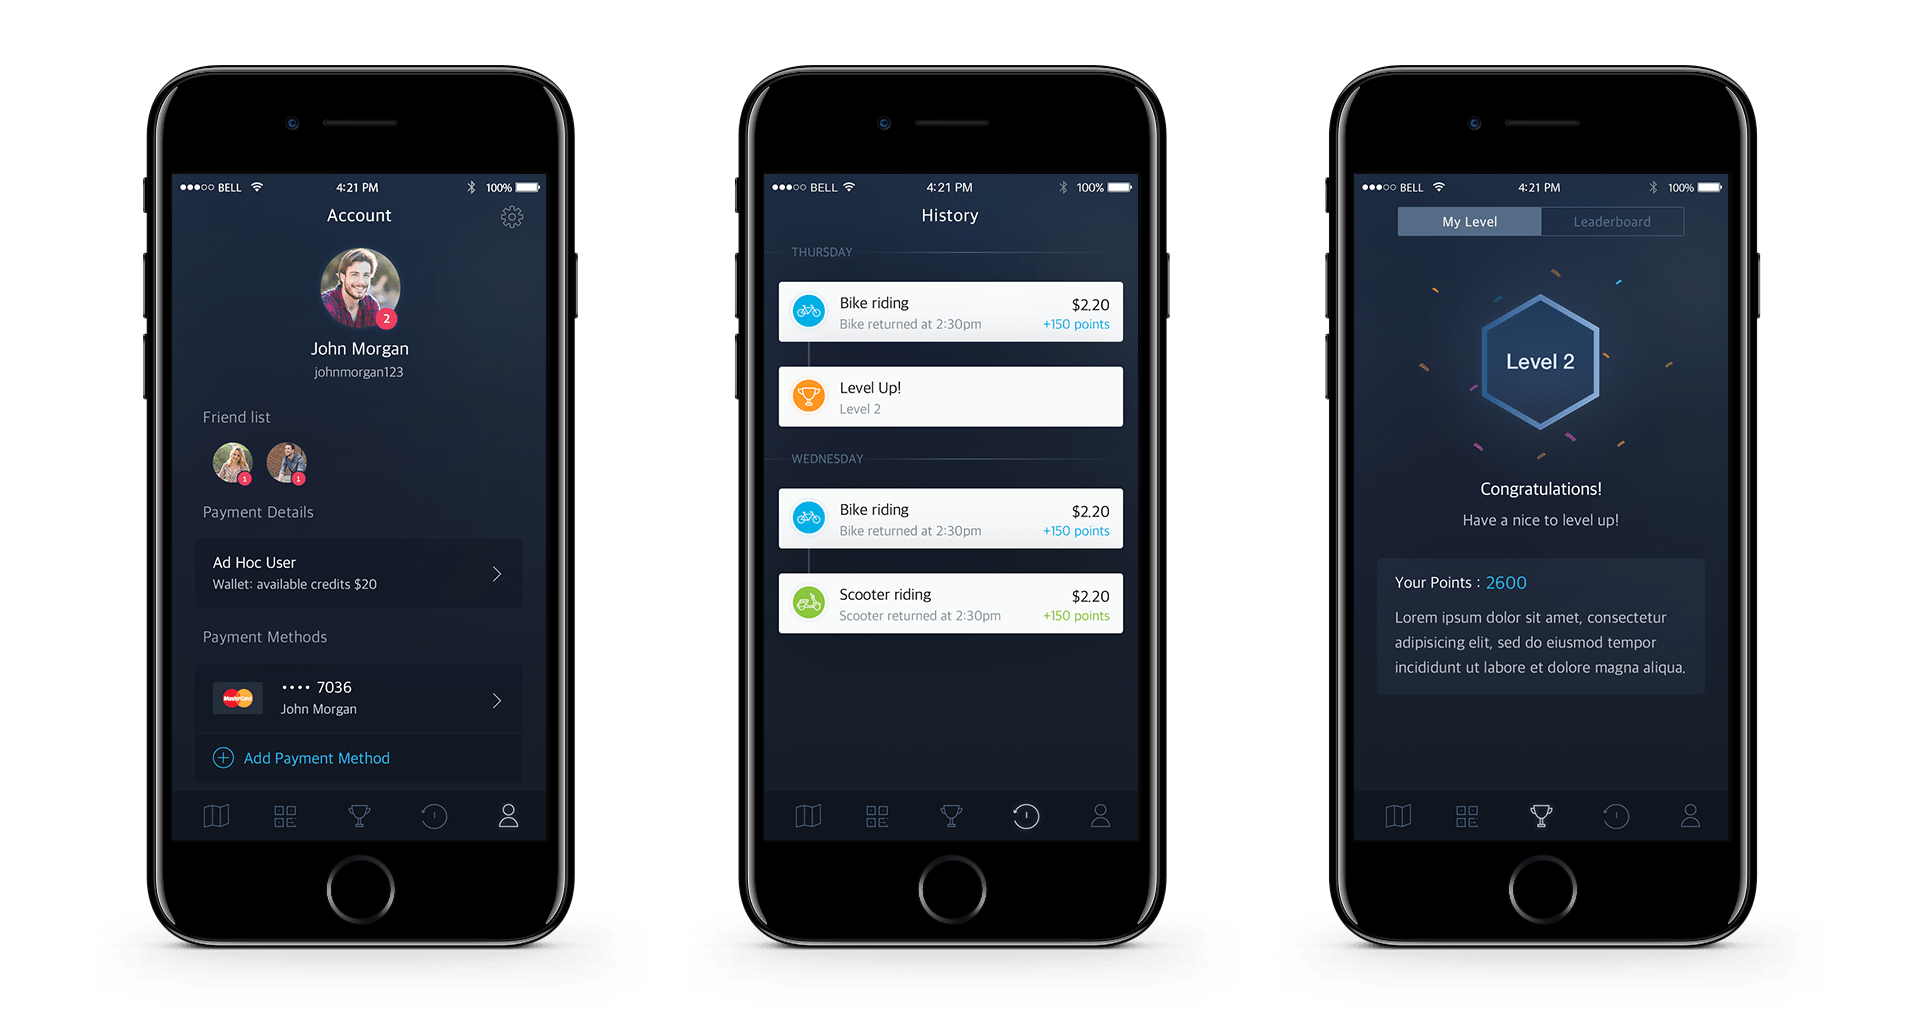 BELL
4:21 PM
100%
Account
2
John Morgan
johnmorgan123
Friend list
1
1
Payment Details
Ad Hoc User
Wallet: available credits $20
Payment Methods
MasterCard
•••• 7036
John Morgan
Add Payment Method
BELL
4:21 PM
100%
History
THURSDAY
Bike riding
$2.20
Bike returned at 2:30pm
+150 points
Level Up!
Level 2
WEDNESDAY
Bike riding
$2.20
Bike returned at 2:30pm
+150 points
Scooter riding
$2.20
Scooter returned at 2:30pm
+150 points
BELL
4:21 PM
100%
My Level
Leaderboard
Level 2
Congratulations!
Have a nice to level up!
Your Points : 2600
Lorem ipsum dolor sit amet, consectetur
adipisicing elit, sed do eiusmod tempor
incididunt ut labore et dolore magna aliqua.